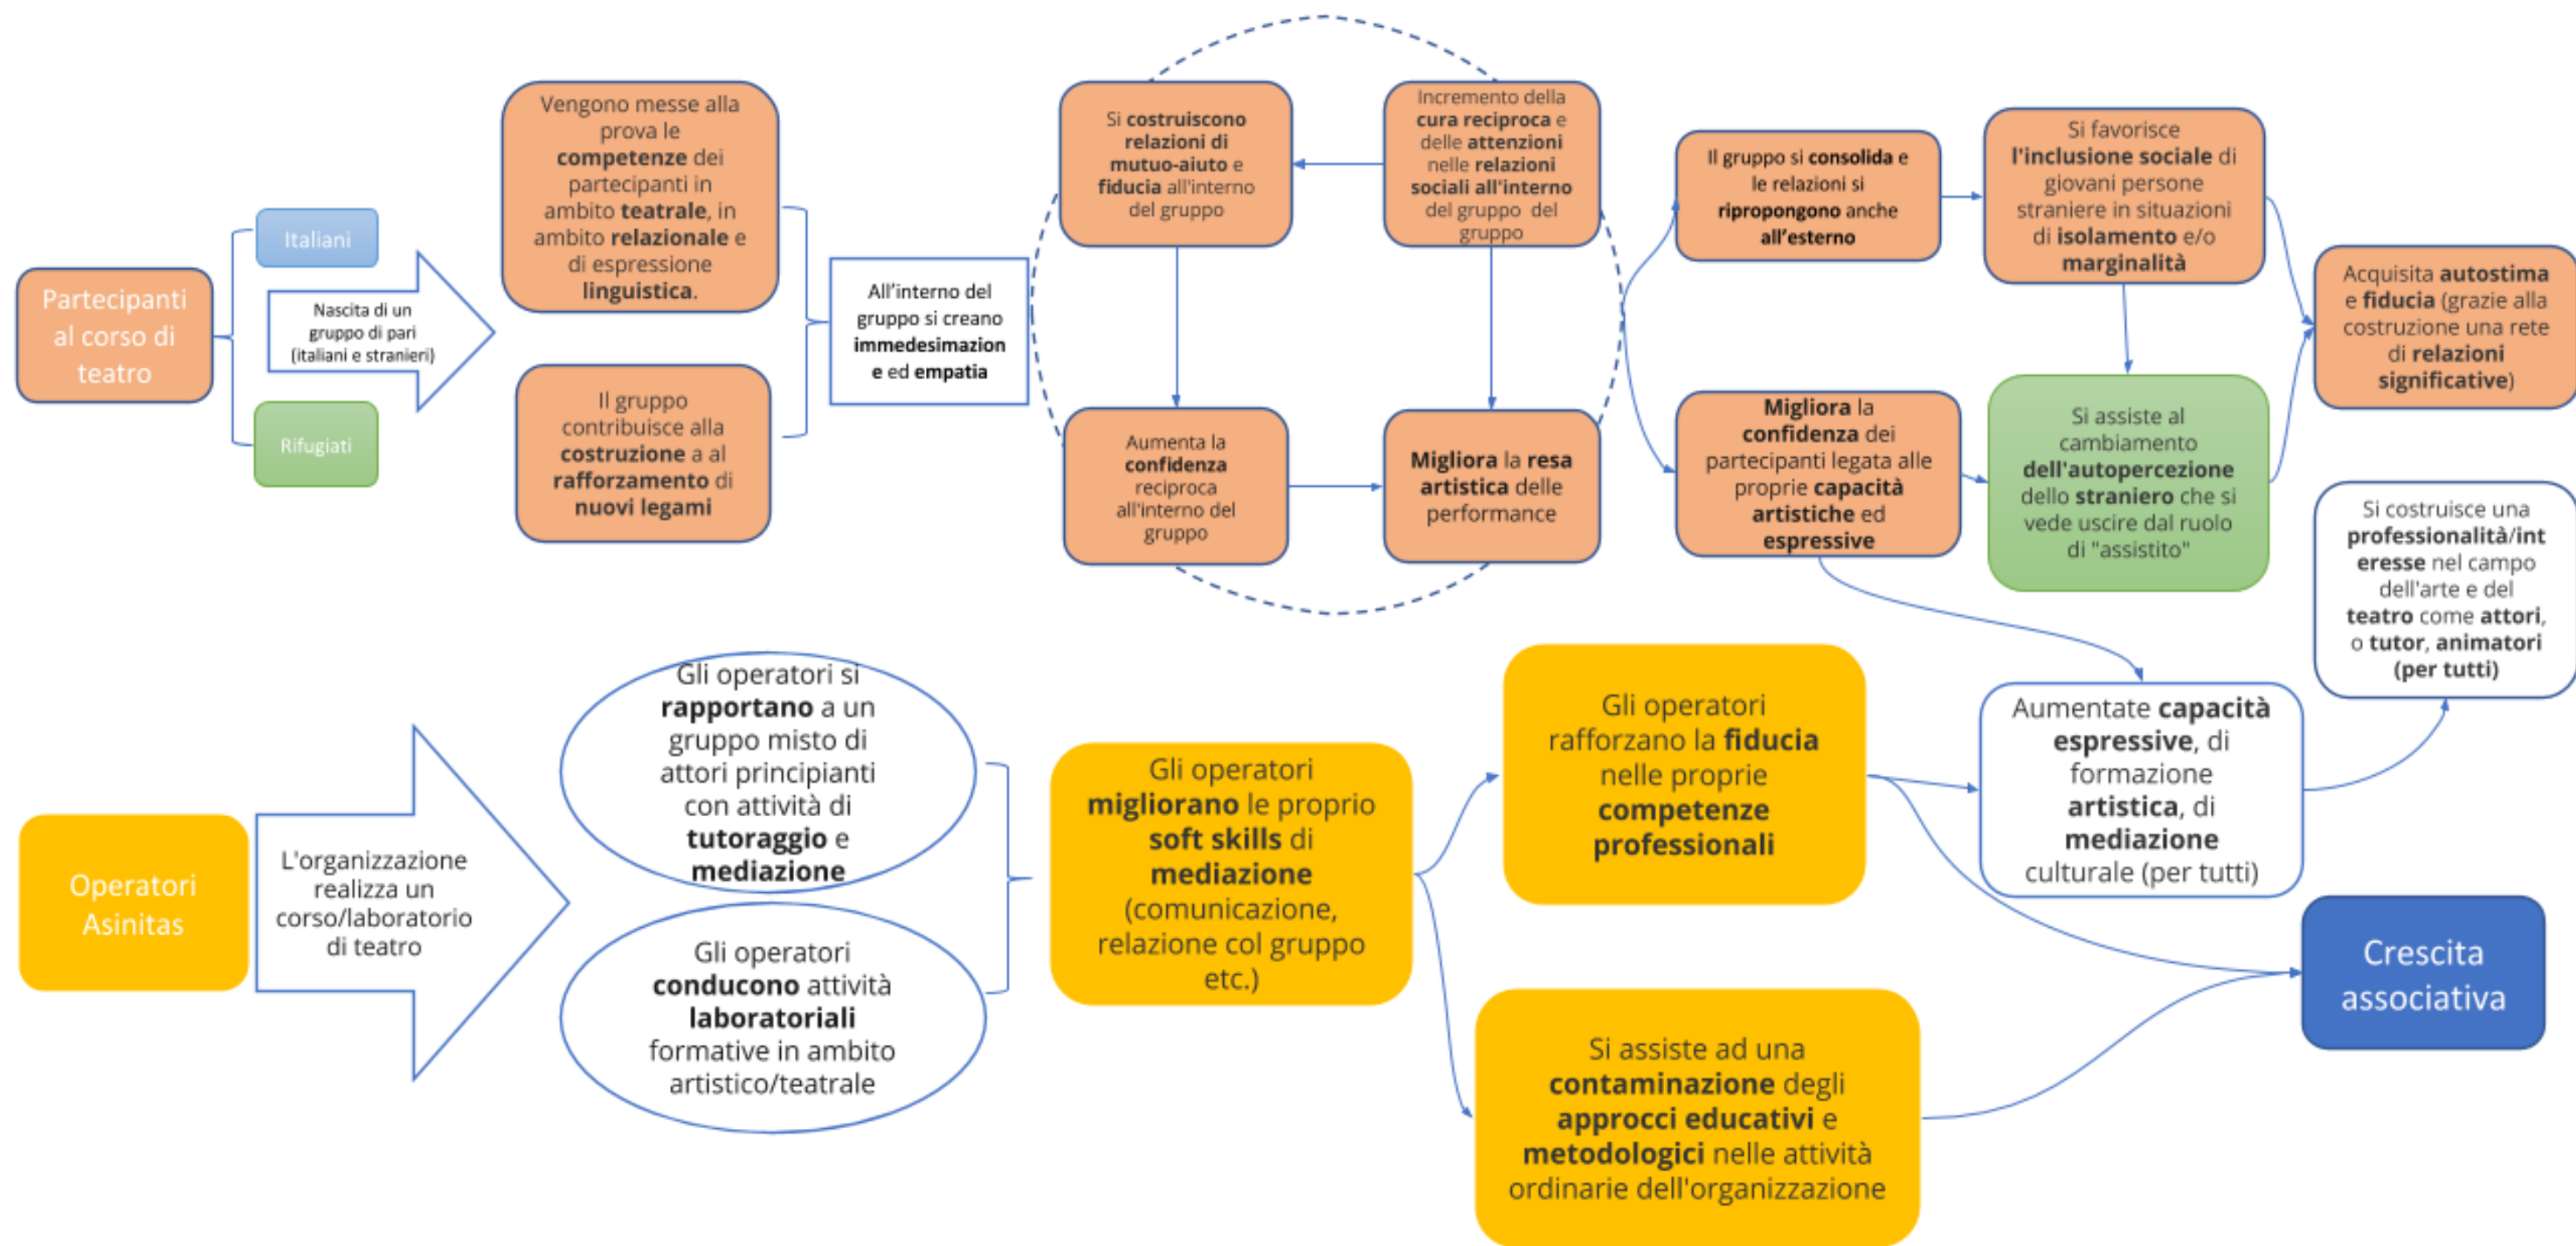 Partecipanti
al corso di
teatro
Italiani
Rifugiati
Nascita di un
gruppo di pari
(italiani e stranieri)
Vengono messe alla
prova le
competenze dei
partecipanti in
ambito teatrale, in
ambito relazionale e
di espressione
linguistica.
Il gruppo
contribuisce alla
costruzione a al
rafforzamento di
nuovi legami
All'interno del
gruppo si creano
immedesimazion
e ed empatia
Si costruiscono
relazioni di
mutuo-aiuto e
fiducia all'interno
del gruppo
Incremento della
cura reciproca e
delle attenzioni
nelle relazioni
sociali all'interno
del gruppo del
gruppo
Aumenta la
confidenza
reciproca
all'interno del
gruppo
Migliora la resa
artistica delle
performance
Il gruppo si consolida e
le relazioni si
ripropongono anche
all'esterno
Si favorisce
l'inclusione sociale di
giovani persone
straniere in situazioni
di isolamento e/o
marginalità
Migliora la
confidenza dei
partecipanti legata alle
proprie capacità
artistiche ed
espressive
Si assiste al
cambiamento
dell'autopercezione
dello straniero che si
vede uscire dal ruolo
di "assistito"
Acquisita autostima
e fiducia (grazie alla
costruzione una rete
di relazioni
significative)
Si costruisce una
professionalità/int
eresse nel campo
dell'arte e del
teatro come attori,
o tutor, animatori
(per tutti)
Operatori
Asinitas
L'organizzazione
realizza un
corso/laboratorio
di teatro
Gli operatori si
rapportano a un
gruppo misto di
attori principianti
con attività di
tutoraggio e
mediazione
Gli operatori
conducono attività
laboratoriali
formative in ambito
artistico/teatrale
Gli operatori
migliorano le proprio
soft skills di
mediazione
(comunicazione,
relazione col gruppo
etc.)
Gli operatori
rafforzano la fiducia
nelle proprie
competenze
professionali
Si assiste ad una
contaminazione degli
approcci educativi e
metodologici nelle attività
ordinarie dell'organizzazione
Aumentate capacità
espressive, di
formazione
artistica, di
mediazione
culturale (per tutti)
Crescita
associativa